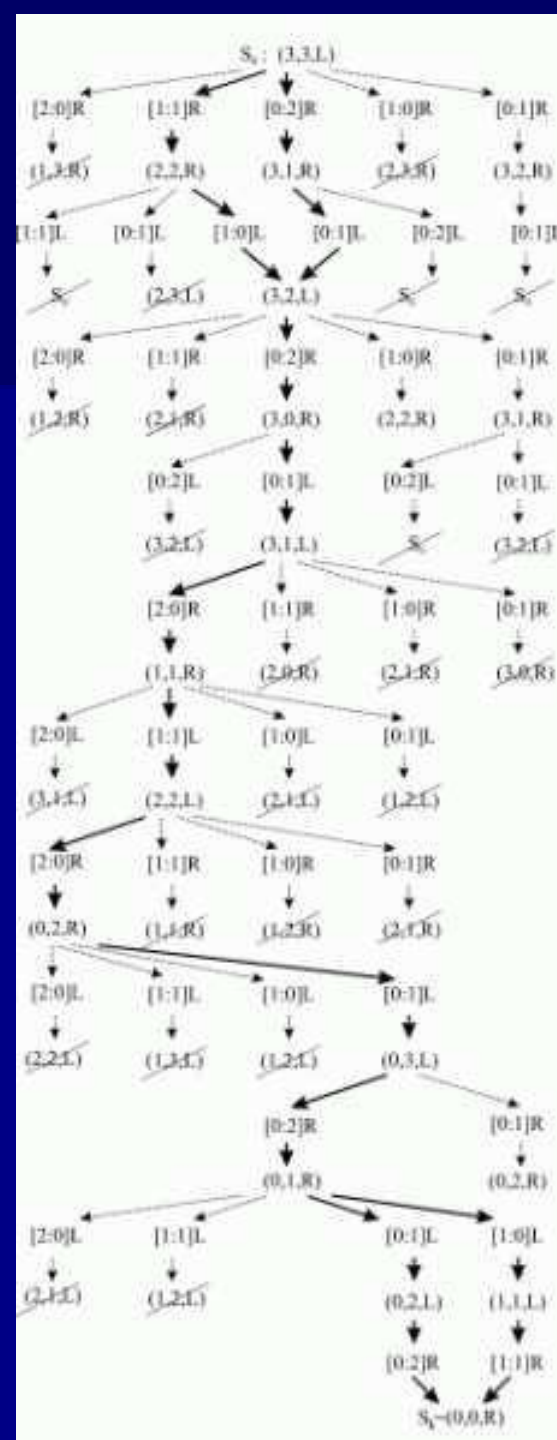 Sₛ : (3,3,L)
[2:0]R [1:1]R [0:2]R [1:0]R [0:1]R
(1,3,R) (2,2,R) (3,1,R) (2,3,R) (3,2,R)
[1:1]L [0:1]L [1:0]L [0:1]L [0:2]L [0:1]
(2,3,L) (3,2,L)
[2:0]R [1:1]R [0:2]R [1:0]R [0:1]R
(1,2,R) (2,1,R) (3,0,R) (2,2,R) (3,1,R)
[0:2]L [0:1]L [0:2]L [0:1]L
(3,2,L) (3,1,L) (3,2,L)
[2:0]R [1:1]R [1:0]R [0:1]R
(1,1,R) (2,0,R) (2,1,R) (3,0,R)
[2:0]L [1:1]L [1:0]L [0:1]L
(3,1,L) (2,2,L) (2,1,L) (1,2,L)
[2:0]R [1:1]R [1:0]R [0:1]R
(0,2,R) (1,1,R) (1,2,R) (2,1,R)
[2:0]L [1:1]L [1:0]L [0:1]L
(2,2,L) (1,3,L) (1,2,L) (0,3,L)
[0:2]R [0:1]R
(0,1,R) (0,2,R)
[2:0]L [1:1]L [0:1]L [1:0]L
(2,1,L) (1,2,L) (0,2,L) (1,1,L)
[0:2]R [1:1]R
Sₖ=(0,0,R)